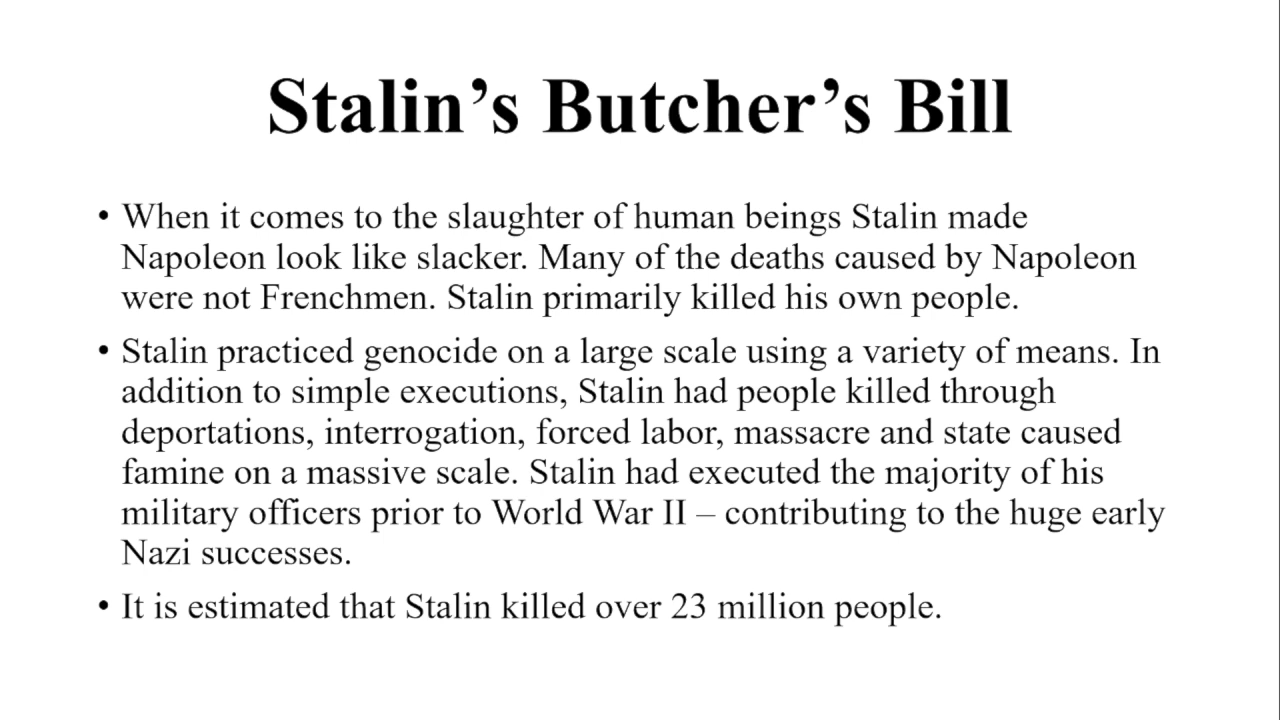 Stalin’s Butcher’s Bill
• When it comes to the slaughter of human beings Stalin made
Napoleon look like slacker. Many of the deaths caused by Napoleon
were not Frenchmen. Stalin primarily killed his own people.
• Stalin practiced genocide on a large scale using a variety of means. In
addition to simple executions, Stalin had people killed through
deportations, interrogation, forced labor, massacre and state caused
famine on a massive scale. Stalin had executed the majority of his
military officers prior to World War II – contributing to the huge early
Nazi successes.
• It is estimated that Stalin killed over 23 million people.